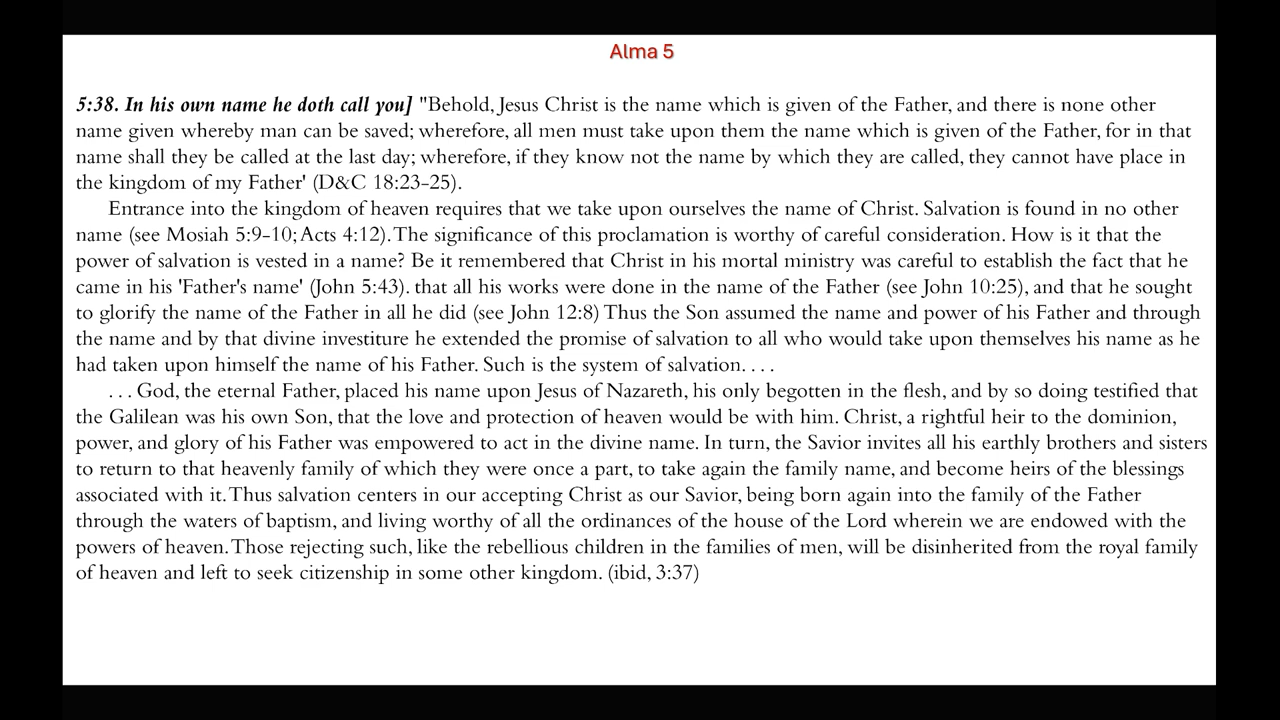 Alma 5
5:38. In his own name he doth call you] "Behold, Jesus Christ is the name which is given of the Father, and there is none other
name given whereby man can be saved; wherefore, all men must take upon them the name which is given of the Father, for in that
name shall they be called at the last day; wherefore, if they know not the name by which they are called, they cannot have place in
the kingdom of my Father' (D&C 18:23-25).
Entrance into the kingdom of heaven requires that we take upon ourselves the name of Christ. Salvation is found in no other
name (see Mosiah 5:9-10; Acts 4:12). The significance of this proclamation is worthy of careful consideration. How is it that the
power of salvation is vested in a name? Be it remembered that Christ in his mortal ministry was careful to establish the fact that he
came in his 'Father's name' (John 5:43). that all his works were done in the name of the Father (see John 10:25), and that he sought
to glorify the name of the Father in all he did (see John 12:8) Thus the Son assumed the name and power of his Father and through
the name and by that divine investiture he extended the promise of salvation to all who would take upon themselves his name as he
had taken upon himself the name of his Father. Such is the system of salvation. . . .
. . . God, the eternal Father, placed his name upon Jesus of Nazareth, his only begotten in the flesh, and by so doing testified that
the Galilean was his own Son, that the love and protection of heaven would be with him. Christ, a rightful heir to the dominion,
power, and glory of his Father was empowered to act in the divine name. In turn, the Savior invites all his earthly brothers and sisters
to return to that heavenly family of which they were once a part, to take again the family name, and become heirs of the blessings
associated with it. Thus salvation centers in our accepting Christ as our Savior, being born again into the family of the Father
through the waters of baptism, and living worthy of all the ordinances of the house of the Lord wherein we are endowed with the
powers of heaven. Those rejecting such, like the rebellious children in the families of men, will be disinherited from the royal family
of heaven and left to seek citizenship in some other kingdom. (ibid, 3:37)